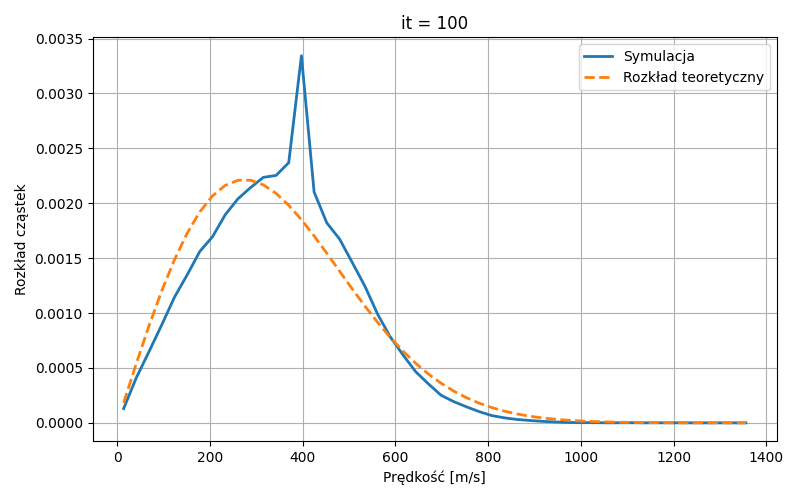 it = 100
Symulacja
Rozkład teoretyczny
Rozkład cząstek
0.0035
0.0030
0.0025
0.0020
0.0015
0.0010
0.0005
0.0000
0 200 400 600 800 1000 1200 1400
Prędkość [m/s]